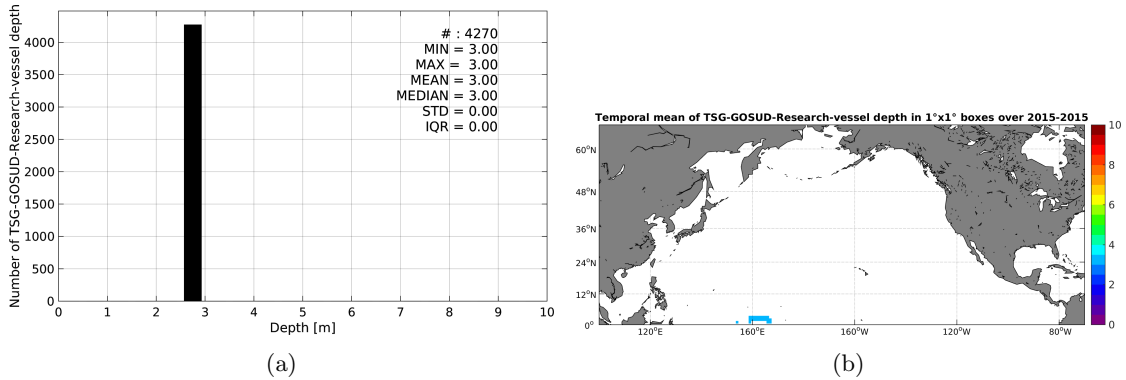 Number of TSG-GOSUD-Research-vessel depth
4000
3500
3000
2500
2000
1500
1000
500
0
# : 4270
MIN = 3.00
MAX = 3.00
MEAN = 3.00
MEDIAN = 3.00
STD = 0.00
IQR = 0.00
0 1 2 3 4 5 6 7 8 9 10
Depth [m]
(a)
Temporal mean of TSG-GOSUD-Research-vessel depth in 1°x1° boxes over 2015-2015
60°N
48°N
36°N
24°N
12°N
0°
120°E 160°E 160°W 120°W 80°W
10
8
6
4
2
0
(b)